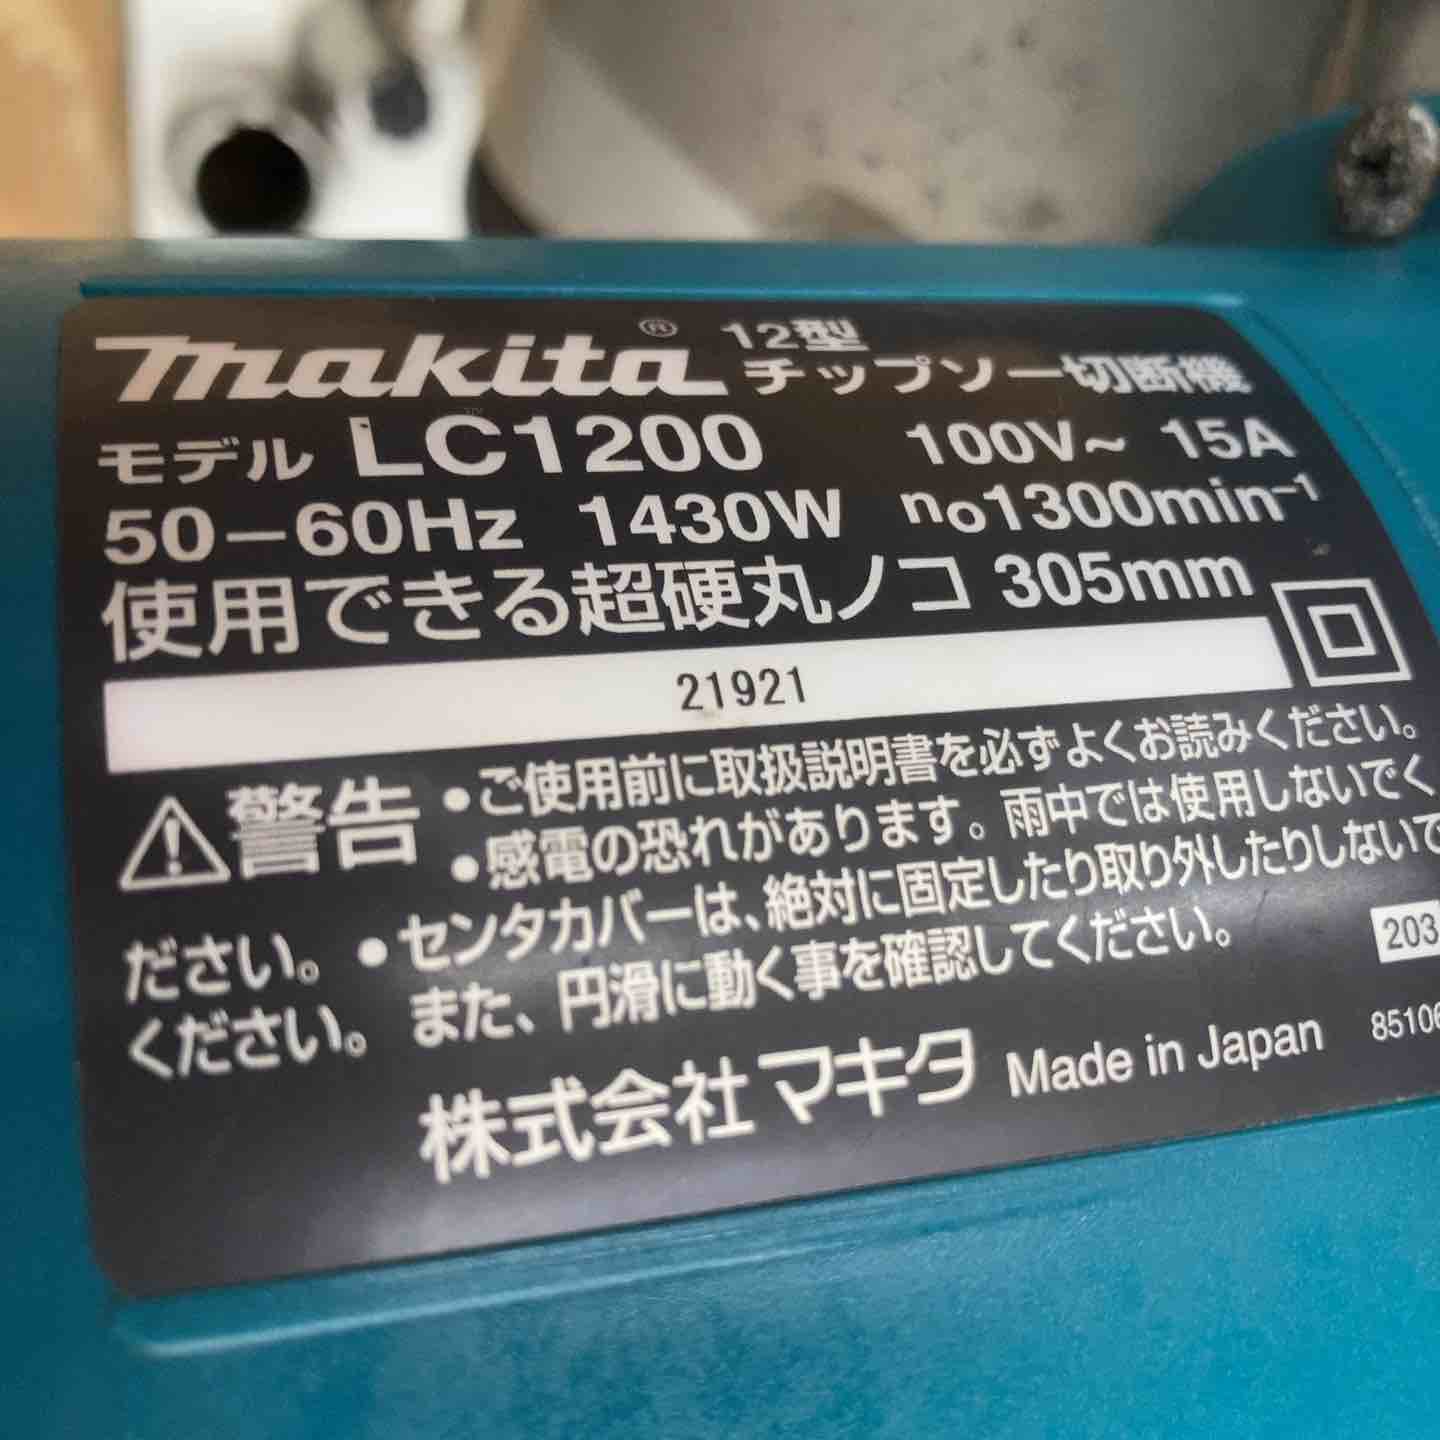 makita® 12型
チップソー切断機
モデル LC1200 100V～ 15A
50−60Hz 1430W n₀1300min⁻¹
使用できる超硬丸ノコ 305mm
21921
警告 •ご使用前に取扱説明書を必ずよくお読みください。
•感電の恐れがあります。雨中では使用しないでく
ださい。•センタカバーは、絶対に固定したり取り外したりしないで
ください。また、円滑に動く事を確認してください。
203
株式会社マキタ Made in Japan 85106